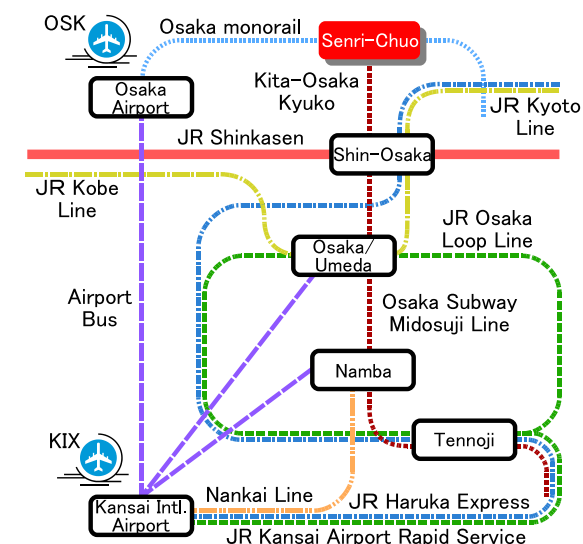 OSK
Osaka monorail
Senri-Chuo
Osaka
Airport
Kita-Osaka
Kyuko
JR Kyoto
Line
JR Shinkasen
Shin-Osaka
JR Kobe
Line
JR Osaka
Loop Line
Osaka/
Umeda
Airport
Bus
Osaka Subway
Midosuji Line
Namba
KIX
Tennoji
Kansai Intl.
Airport
Nankai Line
JR Haruka Express
JR Kansai Airport Rapid Service